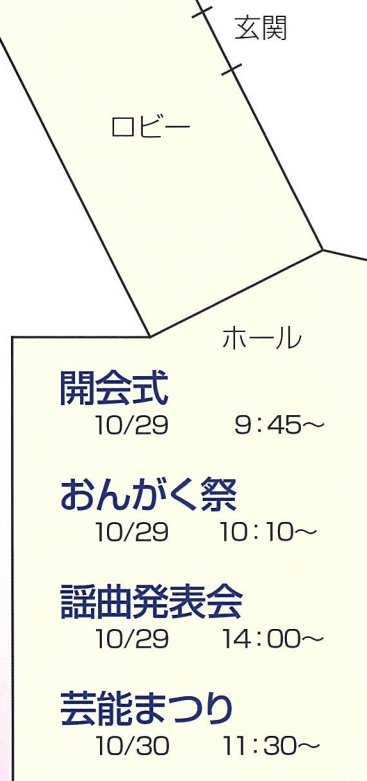 玄関
ロビー
ホール
開会式
10/29 9:45～
おんがく祭
10/29 10:10～
謡曲発表会
10/29 14:00～
芸能まつり
10/30 11:30～